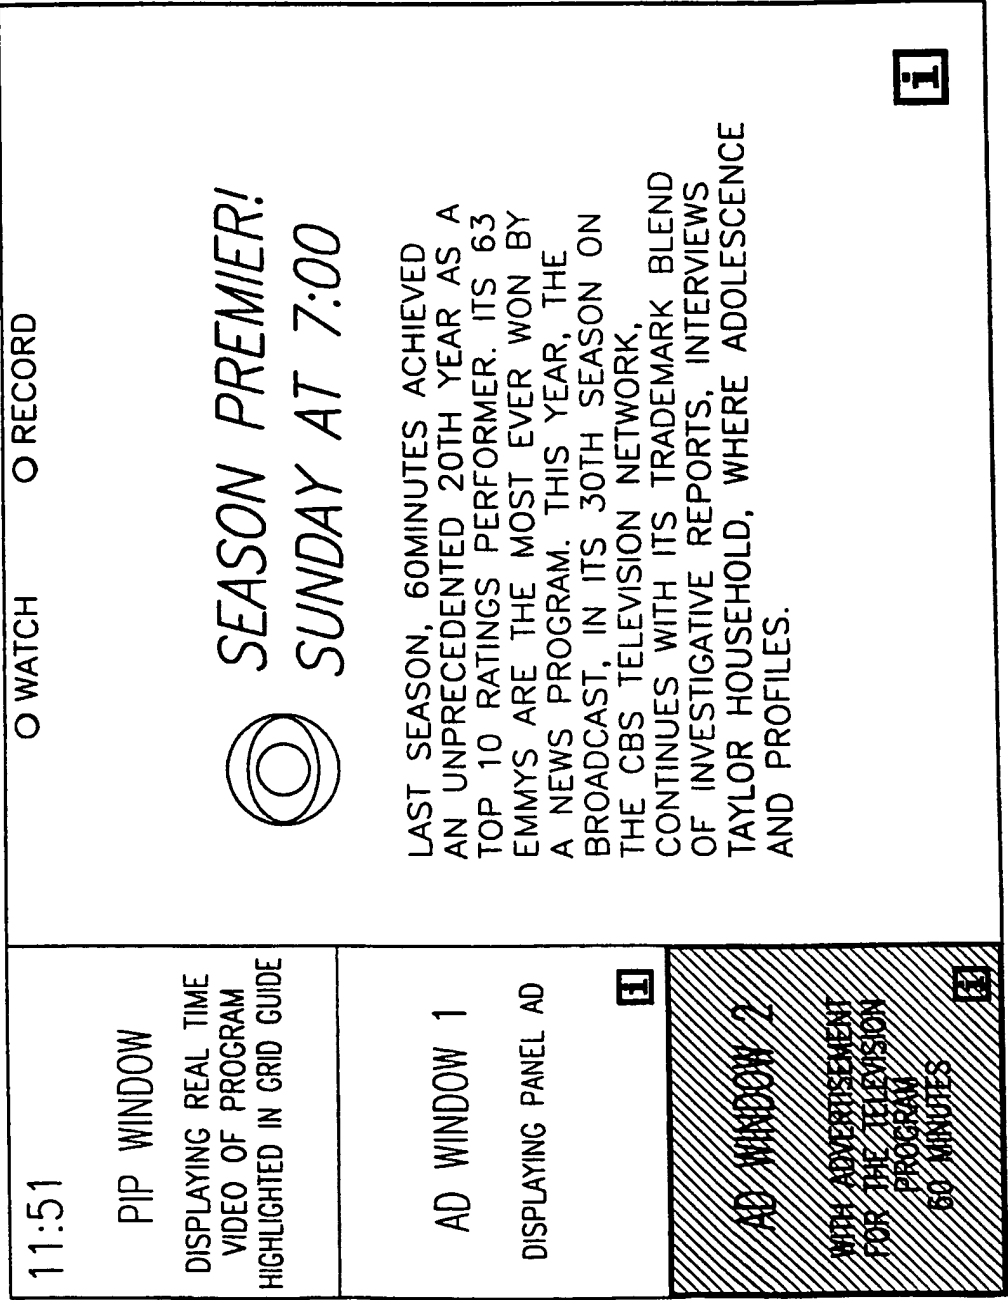 11:51
PIP WINDOW
DISPLAYING REAL TIME
VIDEO OF PROGRAM
HIGHLIGHTED IN GRID GUIDE
AD WINDOW 1
DISPLAYING PANEL AD
i
AD WINDOW 2
WITH ADVERTISEMENT
FOR THE TELEVISION
PROGRAM
60 MINUTES
i
O WATCH
O RECORD
SEASON PREMIER!
SUNDAY AT 7:00
LAST SEASON, 60MINUTES ACHIEVED
AN UNPRECEDENTED 20TH YEAR AS A
TOP 10 RATINGS PERFORMER. ITS 63
EMMYS ARE THE MOST EVER WON BY
A NEWS PROGRAM. THIS YEAR, THE
BROADCAST, IN ITS 30TH SEASON ON
THE CBS TELEVISION NETWORK,
CONTINUES WITH ITS TRADEMARK BLEND
OF INVESTIGATIVE REPORTS, INTERVIEWS
TAYLOR HOUSEHOLD, WHERE ADOLESCENCE
AND PROFILES.
i